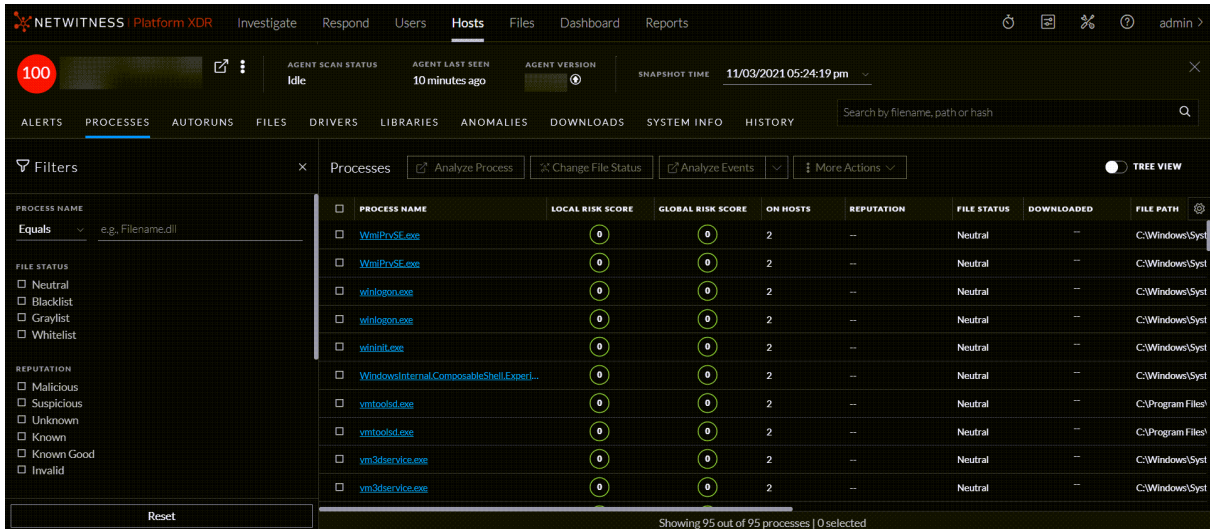 NETWITNESS | Platform XDR Investigate Respond Users Hosts Files Dashboard Reports admin >
100
AGENT SCAN STATUS AGENT LAST SEEN AGENT VERSION
Idle 10 minutes ago
SNAPSHOT TIME 11/03/2021 05:24:19 pm
ALERTS PROCESSES AUTORUNS FILES DRIVERS LIBRARIES ANOMALIES DOWNLOADS SYSTEM INFO HISTORY
Search by filename, path or hash
Filters
PROCESS NAME
Equals e.g., Filename.dll
FILE STATUS
Neutral
Blacklist
Graylist
Whitelist
REPUTATION
Malicious
Suspicious
Unknown
Known
Known Good
Invalid
Reset
Processes Analyze Process Change File Status Analyze Events More Actions TREE VIEW
PROCESS NAME LOCAL RISK SCORE GLOBAL RISK SCORE ON HOSTS REPUTATION FILE STATUS DOWNLOADED FILE PATH
WmiPrvSE.exe 0 0 2 -- Neutral -- C:\Windows\Syst
WmiPrvSE.exe 0 0 2 -- Neutral -- C:\Windows\Syst
winlogon.exe 0 0 2 -- Neutral -- C:\Windows\Syst
winlogon.exe 0 0 2 -- Neutral -- C:\Windows\Syst
wininit.exe 0 0 2 -- Neutral -- C:\Windows\Syst
WindowsInternal.ComposableShell.Experi... 0 0 2 -- Neutral -- C:\Windows\Syst
vmtoolsd.exe 0 0 2 -- Neutral -- C:\Program Files\
vmtoolsd.exe 0 0 2 -- Neutral -- C:\Program Files\
vm3dservice.exe 0 0 2 -- Neutral -- C:\Windows\Syst
vm3dservice.exe 0 0 2 -- Neutral -- C:\Windows\Syst
Showing 95 out of 95 processes | 0 selected